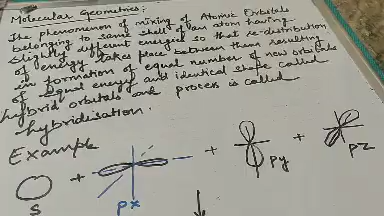 Molecular Geometries:
The phenomenon of mixing of Atomic Orbitals
belonging to same shell of an atom having
slightly different energies so that re-distribution
of energy takes place between them resulting
in formation of equal number of new orbitals
of equal energy and identical shape called
hybrid orbitals and process is called
hybridisation.
Example
+ + +
S px py pz